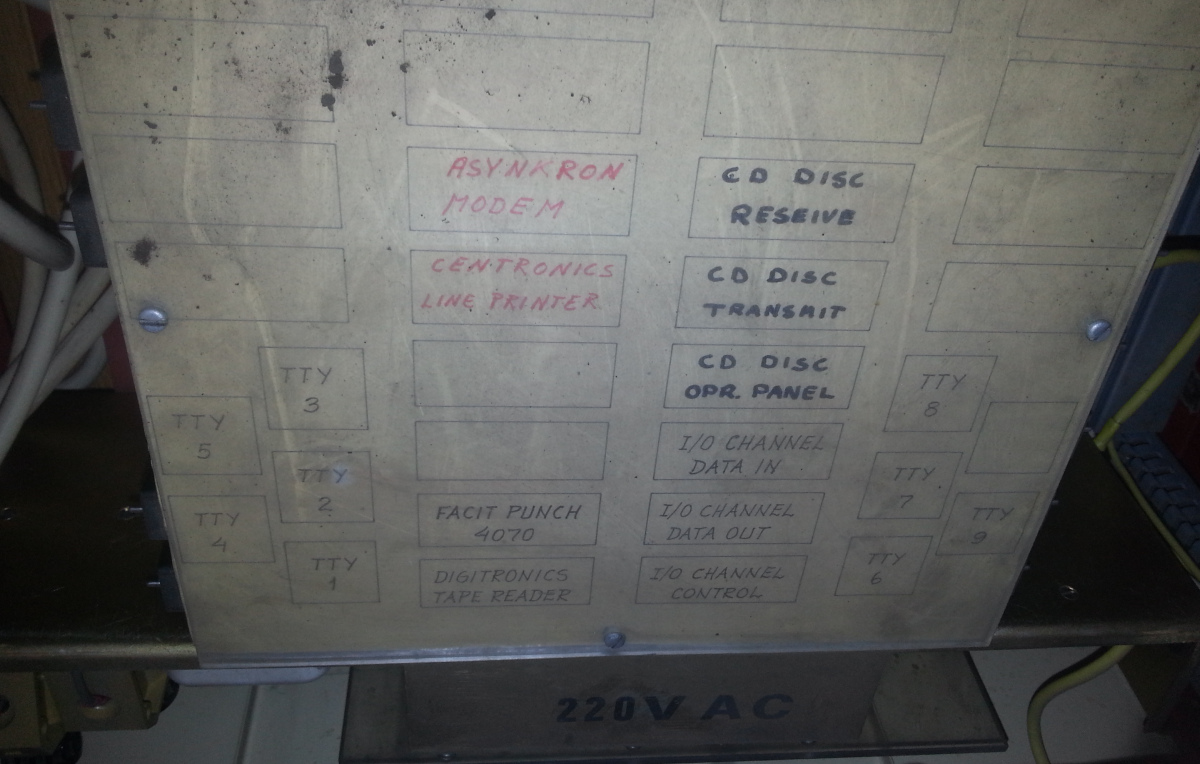 ASYNKRON
MODEM
CENTRONICS
LINE PRINTER
CD DISC
RESEIVE
CD DISC
TRANSMIT
CD DISC
OPR. PANEL
TTY
3
TTY
5
TTY
2
TTY
4
TTY
1
FACIT PUNCH
4070
DIGITRONICS
TAPE READER
I/O CHANNEL
DATA IN
I/O CHANNEL
DATA OUT
I/O CHANNEL
CONTROL
TTY
8
TTY
7
TTY
9
TTY
6
220V AC